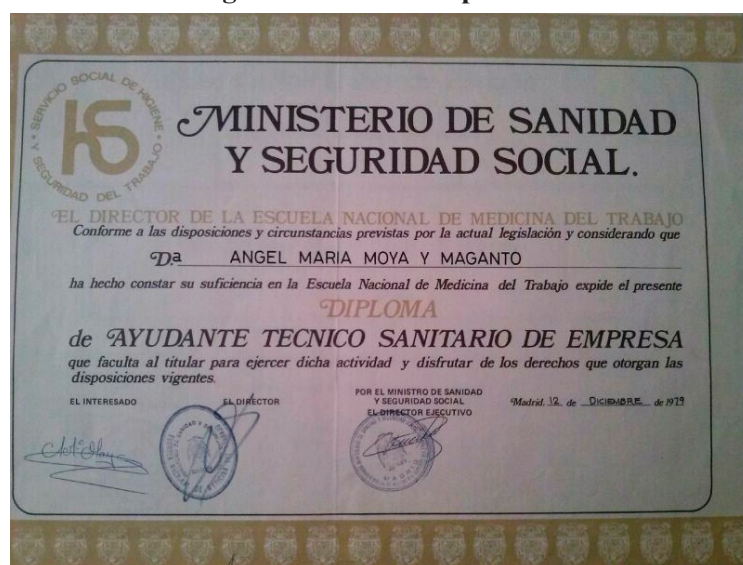 SERVICIO SOCIAL DE HIGIENE
Y SEGURIDAD DEL TRABAJO
HS
MINISTERIO DE SANIDAD
Y SEGURIDAD SOCIAL.
EL DIRECTOR DE LA ESCUELA NACIONAL DE MEDICINA DEL TRABAJO
Conforme a las disposiciones y circunstancias previstas por la actual legislación y considerando que
D.a ANGEL MARIA MOYA Y MAGANTO
ha hecho constar su suficiencia en la Escuela Nacional de Medicina del Trabajo expide el presente
DIPLOMA
de AYUDANTE TECNICO SANITARIO DE EMPRESA
que faculta al titular para ejercer dicha actividad y disfrutar de los derechos que otorgan las
disposiciones vigentes.
EL INTERESADO
EL DIRECTOR
POR EL MINISTRO DE SANIDAD
Y SEGURIDAD SOCIAL
EL DIRECTOR EJECUTIVO
Madrid. 12 de DICIEMBRE de 1979